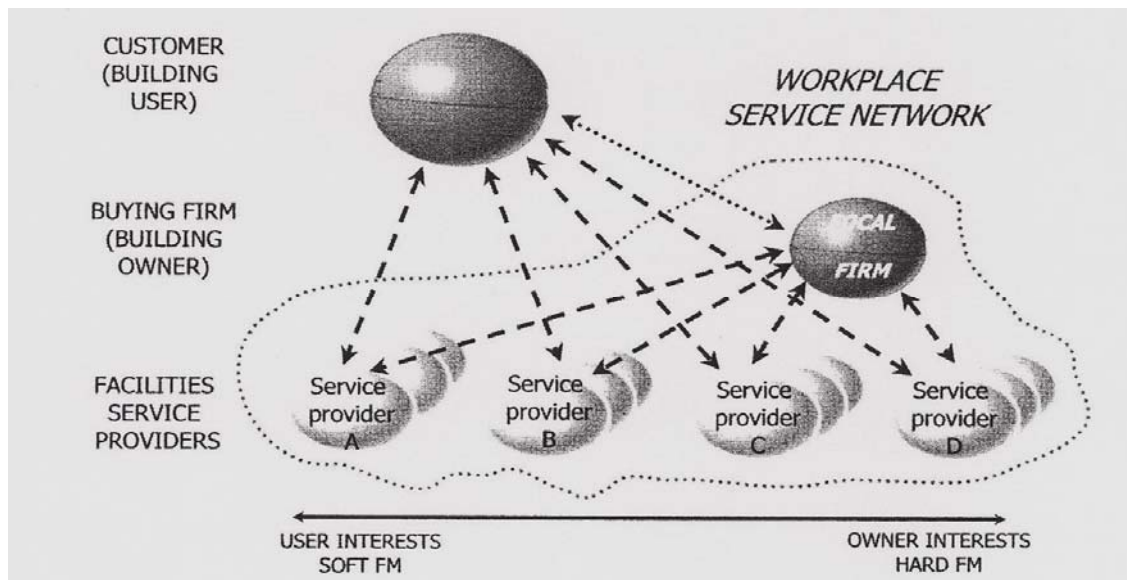 CUSTOMER
(BUILDING
USER)
WORKPLACE
SERVICE NETWORK
BUYING FIRM
(BUILDING
OWNER)
FOCAL
FIRM
FACILITIES
SERVICE
PROVIDERS
Service
provider
A
Service
provider
B
Service
provider
C
Service
provider
D
USER INTERESTS
SOFT FM
OWNER INTERESTS
HARD FM